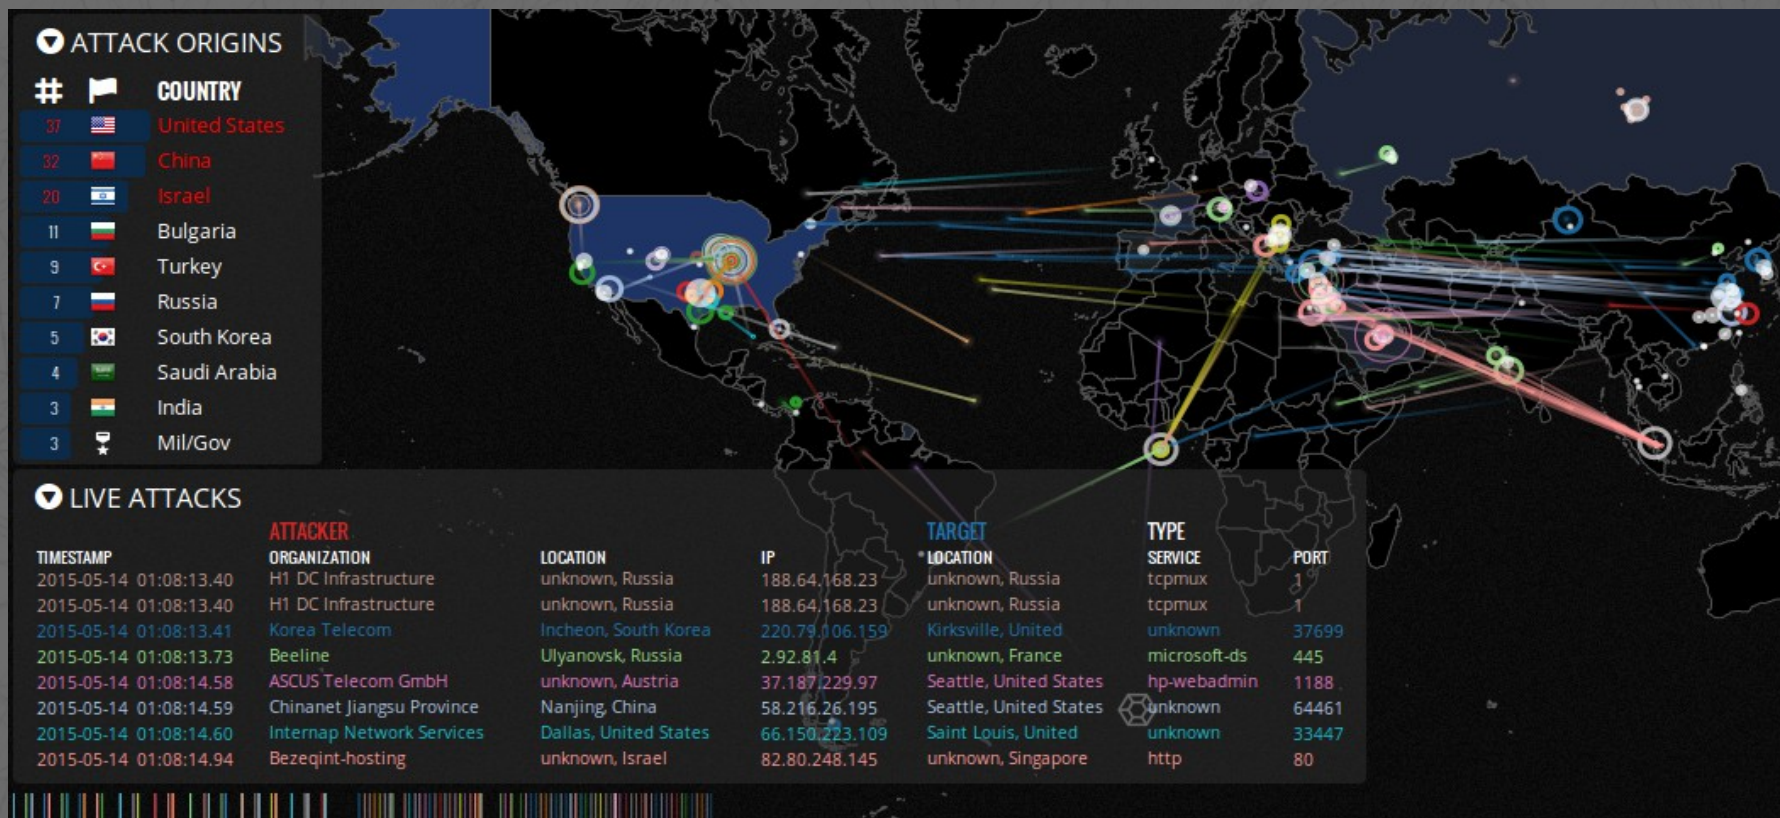 ATTACK ORIGINS
# COUNTRY
37 United States
32 China
20 Israel
11 Bulgaria
9 Turkey
7 Russia
5 South Korea
4 Saudi Arabia
3 India
3 Mil/Gov
LIVE ATTACKS
ATTACKER TARGET TYPE
TIMESTAMP ORGANIZATION LOCATION IP LOCATION SERVICE PORT
2015-05-14 01:08:13.40 H1 DC Infrastructure unknown, Russia 188.64.168.23 unknown, Russia tcpmux 1
2015-05-14 01:08:13.40 H1 DC Infrastructure unknown, Russia 188.64.168.23 unknown, Russia tcpmux 1
2015-05-14 01:08:13.41 Korea Telecom Incheon, South Korea 220.79.106.159 Kirksville, United unknown 37699
2015-05-14 01:08:13.73 Beeline Ulyanovsk, Russia 2.92.81.4 unknown, France microsoft-ds 445
2015-05-14 01:08:14.58 ASCUS Telecom GmbH unknown, Austria 37.187.229.97 Seattle, United States hp-webadmin 1188
2015-05-14 01:08:14.59 Chinanet Jiangsu Province Nanjing, China 58.216.26.195 Seattle, United States unknown 64461
2015-05-14 01:08:14.60 Internap Network Services Dallas, United States 66.150.223.109 Saint Louis, United unknown 33447
2015-05-14 01:08:14.94 Bezeqint-hosting unknown, Israel 82.80.248.145 unknown, Singapore http 80